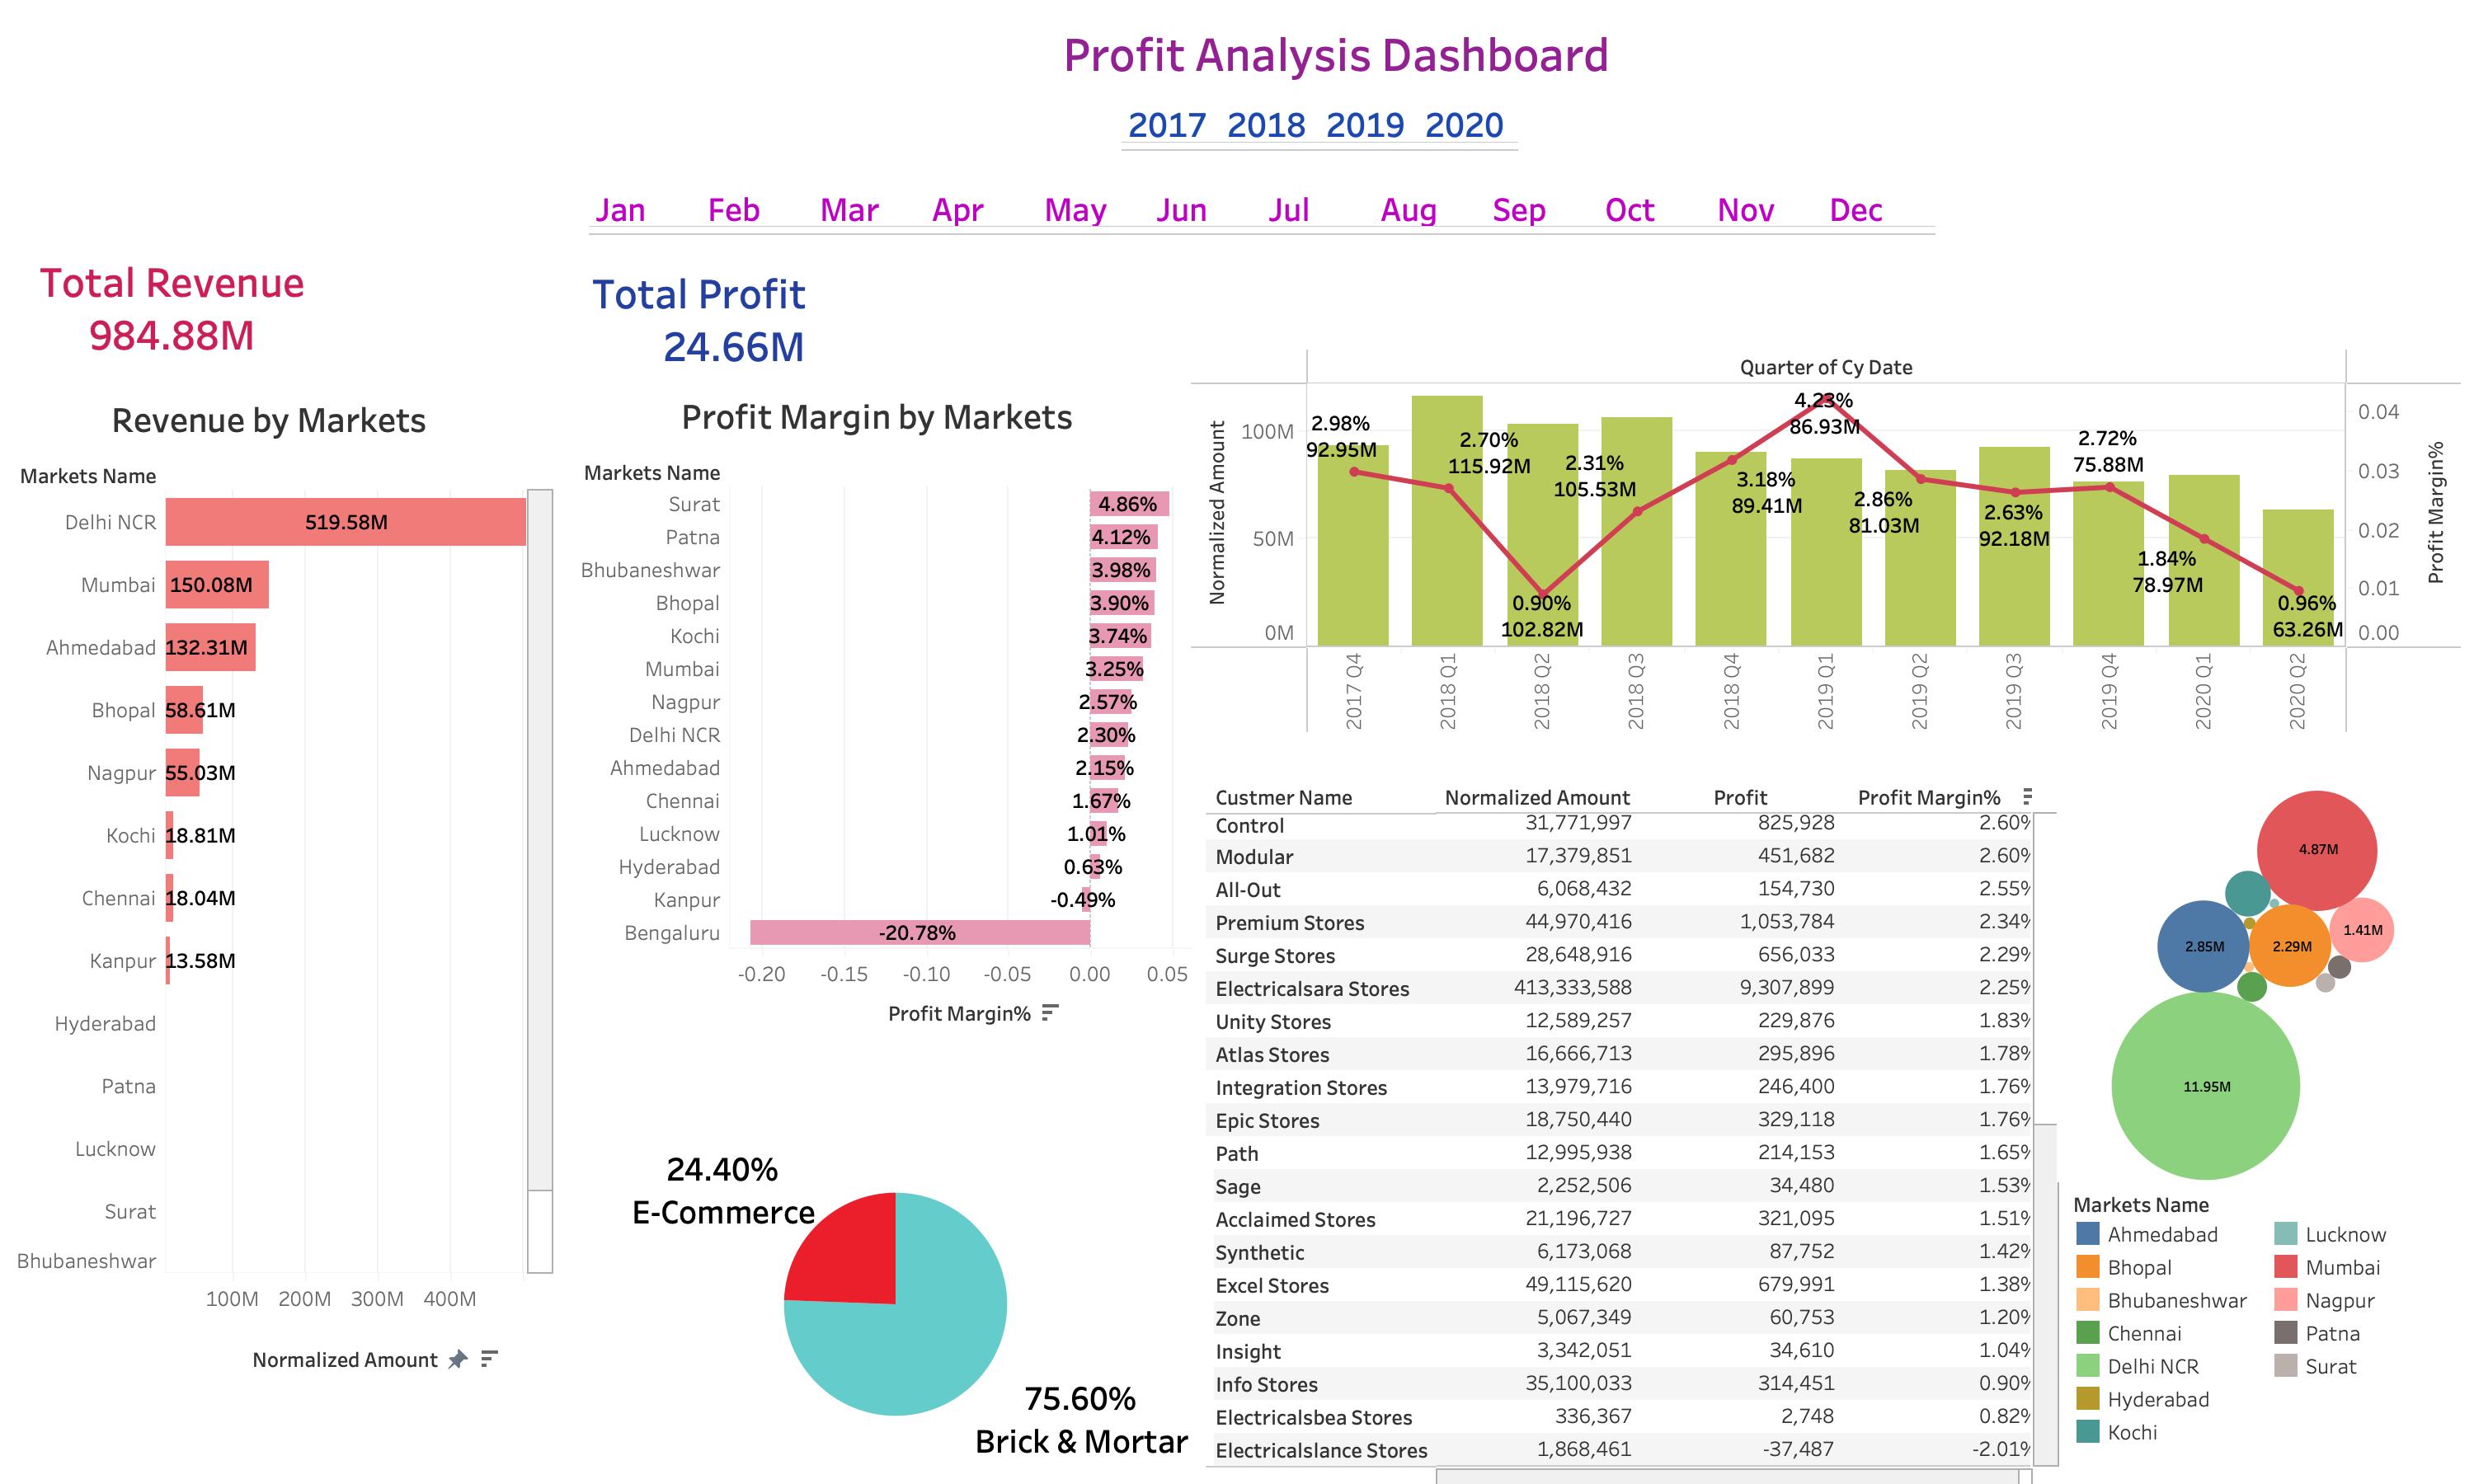 Profit Analysis Dashboard
2017 2018 2019 2020
Jan Feb Mar Apr May Jun Jul Aug Sep Oct Nov Dec
Total Revenue
984.88M
Total Profit
24.66M
Revenue by Markets
Markets Name
Delhi NCR 519.58M
Mumbai 150.08M
Ahmedabad 132.31M
Bhopal 58.61M
Nagpur 55.03M
Kochi 18.81M
Chennai 18.04M
Kanpur 13.58M
Hyderabad
Patna
Lucknow
Surat
Bhubaneshwar
100M 200M 300M 400M
Normalized Amount
Profit Margin by Markets
Markets Name
Surat 4.86%
Patna 4.12%
Bhubaneshwar 3.98%
Bhopal 3.90%
Kochi 3.74%
Mumbai 3.25%
Nagpur 2.57%
Delhi NCR 2.30%
Ahmedabad 2.15%
Chennai 1.67%
Lucknow 1.01%
Hyderabad 0.63%
Kanpur -0.49%
Bengaluru -20.78%
-0.20 -0.15 -0.10 -0.05 0.00 0.05
Profit Margin%
24.40%
E-Commerce
75.60%
Brick & Mortar
Quarter of Cy Date
Normalized Amount
100M
50M
0M
2.98%
92.95M
2.70%
115.92M
0.90%
102.82M
2.31%
105.53M
3.18%
89.41M
4.23%
86.93M
2.86%
81.03M
2.63%
92.18M
2.72%
75.88M
1.84%
78.97M
0.96%
63.26M
0.04
0.03
0.02
0.01
0.00
Profit Margin%
2017 Q4
2018 Q1
2018 Q2
2018 Q3
2018 Q4
2019 Q1
2019 Q2
2019 Q3
2019 Q4
2020 Q1
2020 Q2
Custmer Name Normalized Amount Profit Profit Margin%
Control 31,771,997 825,928 2.60%
Modular 17,379,851 451,682 2.60%
All-Out 6,068,432 154,730 2.55%
Premium Stores 44,970,416 1,053,784 2.34%
Surge Stores 28,648,916 656,033 2.29%
Electricalsara Stores 413,333,588 9,307,899 2.25%
Unity Stores 12,589,257 229,876 1.83%
Atlas Stores 16,666,713 295,896 1.78%
Integration Stores 13,979,716 246,400 1.76%
Epic Stores 18,750,440 329,118 1.76%
Path 12,995,938 214,153 1.65%
Sage 2,252,506 34,480 1.53%
Acclaimed Stores 21,196,727 321,095 1.51%
Synthetic 6,173,068 87,752 1.42%
Excel Stores 49,115,620 679,991 1.38%
Zone 5,067,349 60,753 1.20%
Insight 3,342,051 34,610 1.04%
Info Stores 35,100,033 314,451 0.90%
Electricalsbea Stores 336,367 2,748 0.82%
Electricalslance Stores 1,868,461 -37,487 -2.01%
4.87M
1.41M
2.85M
2.29M
11.95M
Markets Name
Ahmedabad
Bhopal
Bhubaneshwar
Chennai
Delhi NCR
Hyderabad
Kochi
Lucknow
Mumbai
Nagpur
Patna
Surat